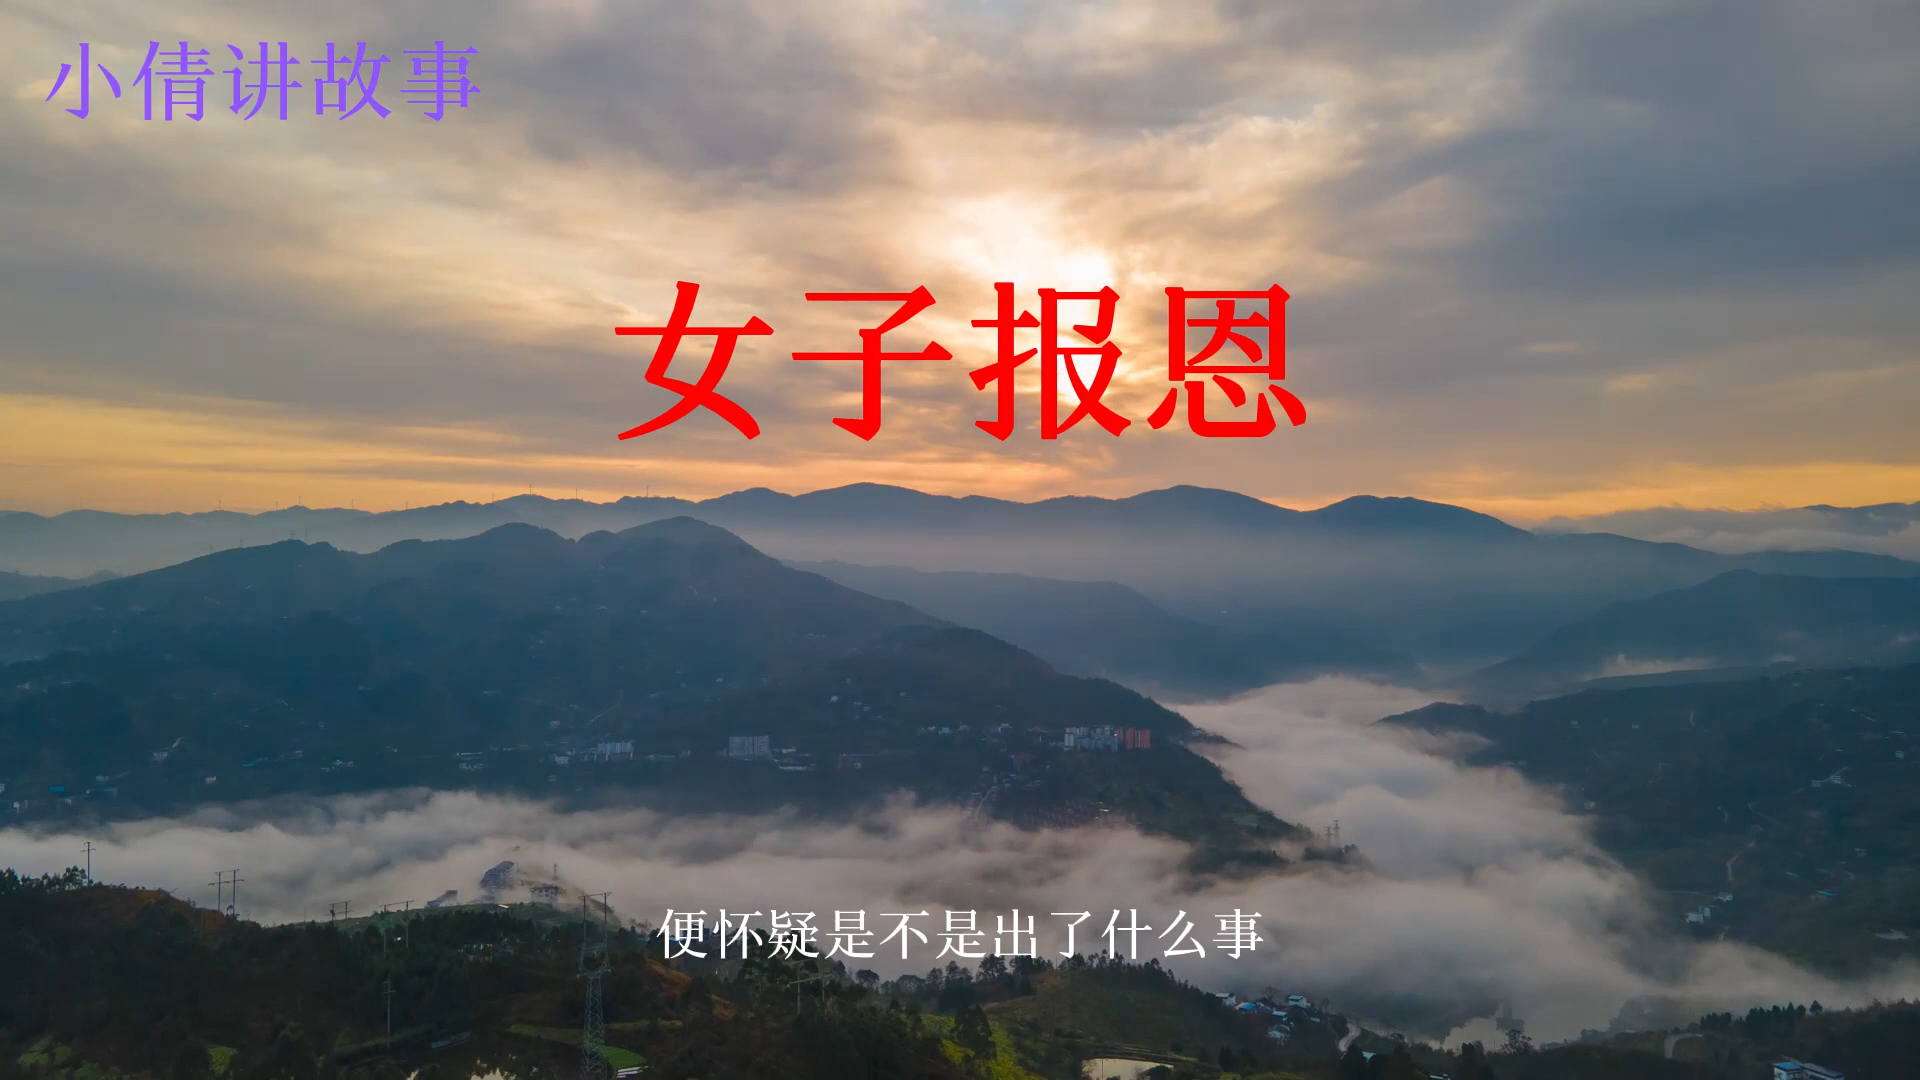 小倩讲故事
女子报恩
便怀疑是不是出了什么事